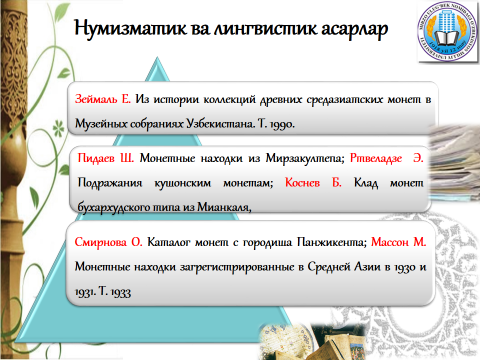 Нумизматик ва лингвистик асарлар
Зеймаль Е. Из истории коллекций древних средазиатских монет в
Музейных собраниях Узбекистана. Т. 1990.
Пидаев Ш. Монетные находки из Мирзакултепа; Ртвеладзе Э.
Подражания кушонским монетам; Коснев Б. Клад монет
бухархудского типа из Мианкаля,
Смирнова О. Каталог монет с городиша Панжикента; Массон М.
Монетные находки загрегистрированные в Средней Азии в 1930 и
1931. Т. 1933